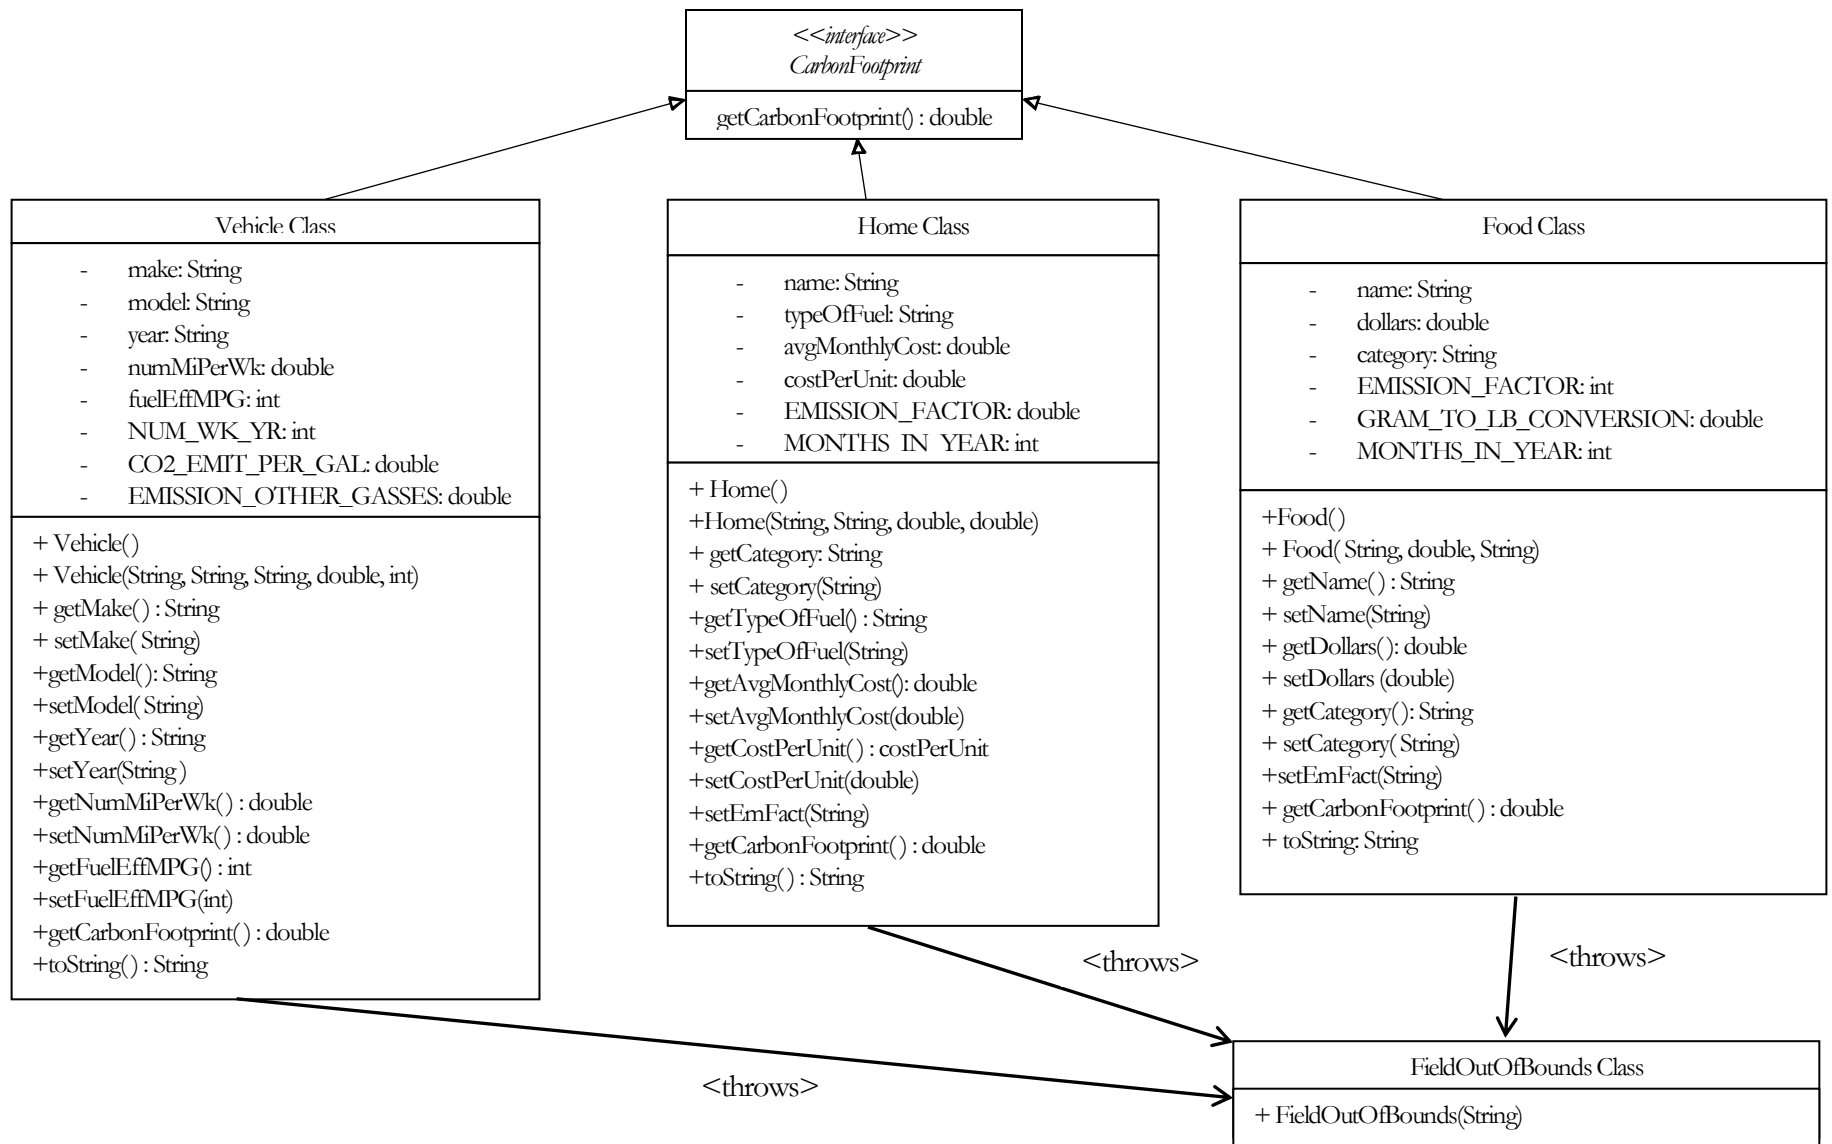 <<interface>>
CarbonFootprint
getCarbonFootprint() : double
Vehicle Class
- make: String
- model: String
- year: String
- numMiPerWk: double
- fuelEffMPG: int
- NUM_WK_YR: int
- CO2_EMIT_PER_GAL: double
- EMISSION_OTHER_GASSES: double
+ Vehicle()
+ Vehicle(String, String, String, double, int)
+ getMake() : String
+ setMake( String)
+getModel(): String
+setModel( String)
+getYear() : String
+setYear(String )
+getNumMiPerWk() : double
+setNumMiPerWk() : double
+getFuelEffMPG() : int
+setFuelEffMPG(int)
+getCarbonFootprint() : double
+toString() : String
Home Class
- name: String
- typeOfFuel: String
- avgMonthlyCost: double
- costPerUnit: double
- EMISSION_FACTOR: double
- MONTHS_IN_YEAR: int
+ Home()
+Home(String, String, double, double)
+ getCategory: String
+ setCategory(String)
+getTypeOfFuel() : String
+setTypeOfFuel(String)
+getAvgMonthlyCost(): double
+setAvgMonthlyCost(double)
+getCostPerUnit() : costPerUnit
+setCostPerUnit(double)
+setEmFact(String)
+getCarbonFootprint() : double
+toString() : String
Food Class
- name: String
- dollars: double
- category: String
- EMISSION_FACTOR: int
- GRAM_TO_LB_CONVERSION: double
- MONTHS_IN_YEAR: int
+Food()
+ Food( String, double, String)
+ getName() : String
+ setName(String)
+ getDollars(): double
+ setDollars (double)
+ getCategory(): String
+ setCategory( String)
+setEmFact(String)
+ getCarbonFootprint() : double
+ toString: String
<throws>
<throws>
<throws>
FieldOutOfBounds Class
+ FieldOutOfBounds(String)